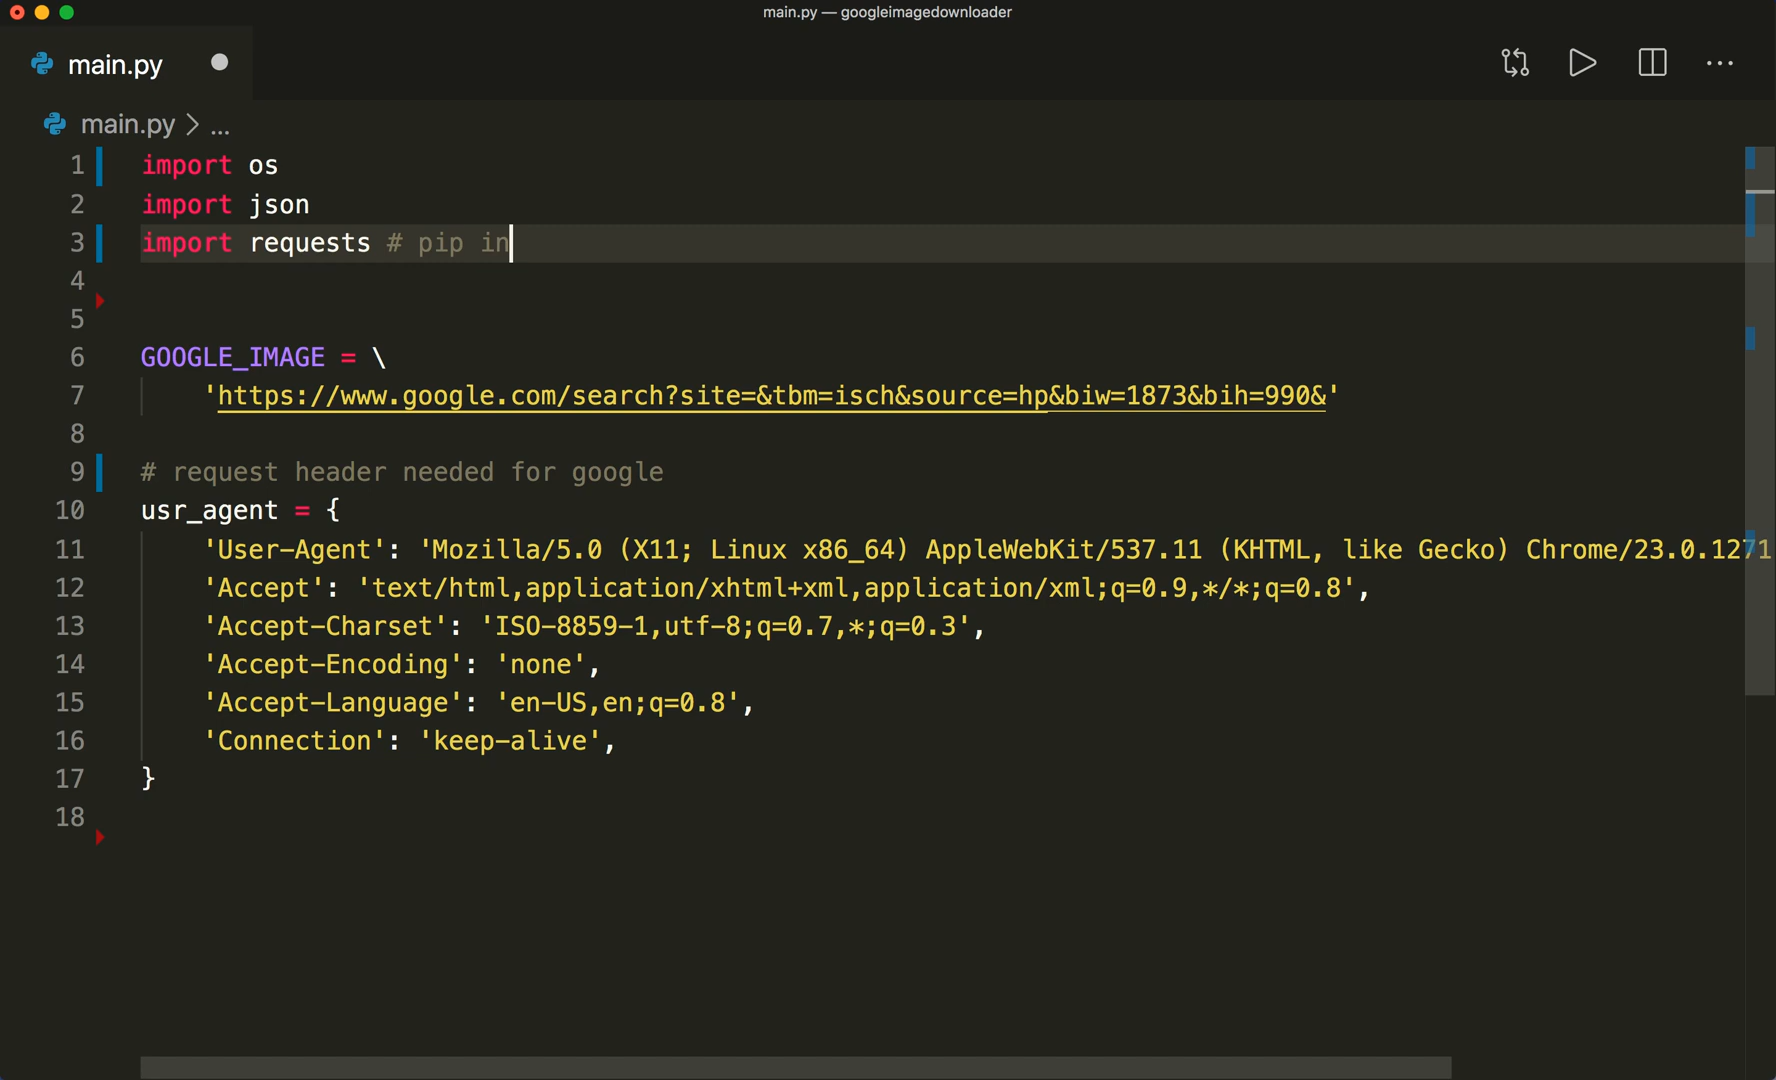 main.py — googleimagedownloader
main.py
main.py > ...
1 import os
2 import json
3 import requests # pip in
4
5
6 GOOGLE_IMAGE = \
7 'https://www.google.com/search?site=&tbm=isch&source=hp&biw=1873&bih=990&'
8
9 # request header needed for google
10 usr_agent = {
11 'User-Agent': 'Mozilla/5.0 (X11; Linux x86_64) AppleWebKit/537.11 (KHTML, like Gecko) Chrome/23.0.1271
12 'Accept': 'text/html,application/xhtml+xml,application/xml;q=0.9,*/*;q=0.8',
13 'Accept-Charset': 'ISO-8859-1,utf-8;q=0.7,*;q=0.3',
14 'Accept-Encoding': 'none',
15 'Accept-Language': 'en-US,en;q=0.8',
16 'Connection': 'keep-alive',
17 }
18